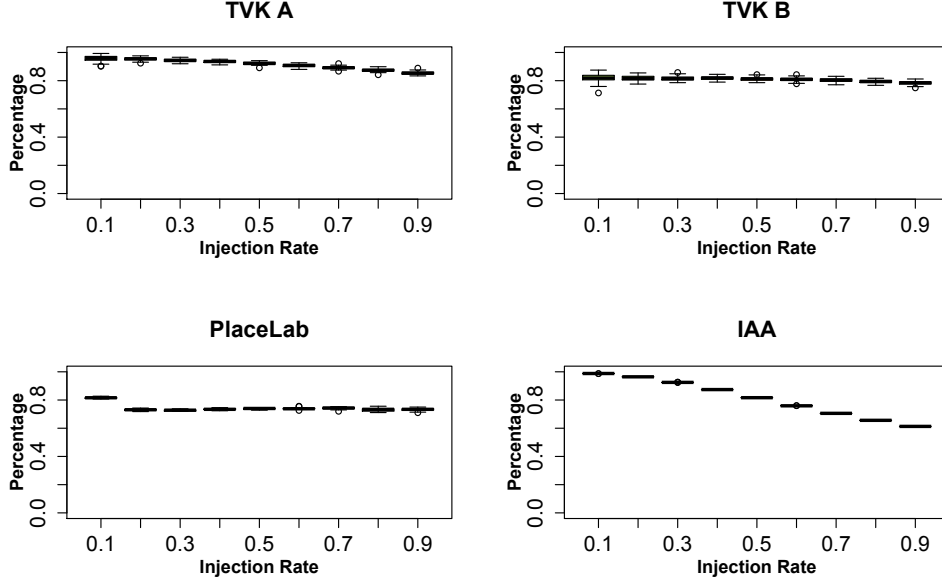 TVK A
Percentage
0.0 0.4 0.8
0.1 0.3 0.5 0.7 0.9
Injection Rate
TVK B
Percentage
0.0 0.4 0.8
0.1 0.3 0.5 0.7 0.9
Injection Rate
PlaceLab
Percentage
0.0 0.4 0.8
0.1 0.3 0.5 0.7 0.9
Injection Rate
IAA
Percentage
0.0 0.4 0.8
0.1 0.3 0.5 0.7 0.9
Injection Rate